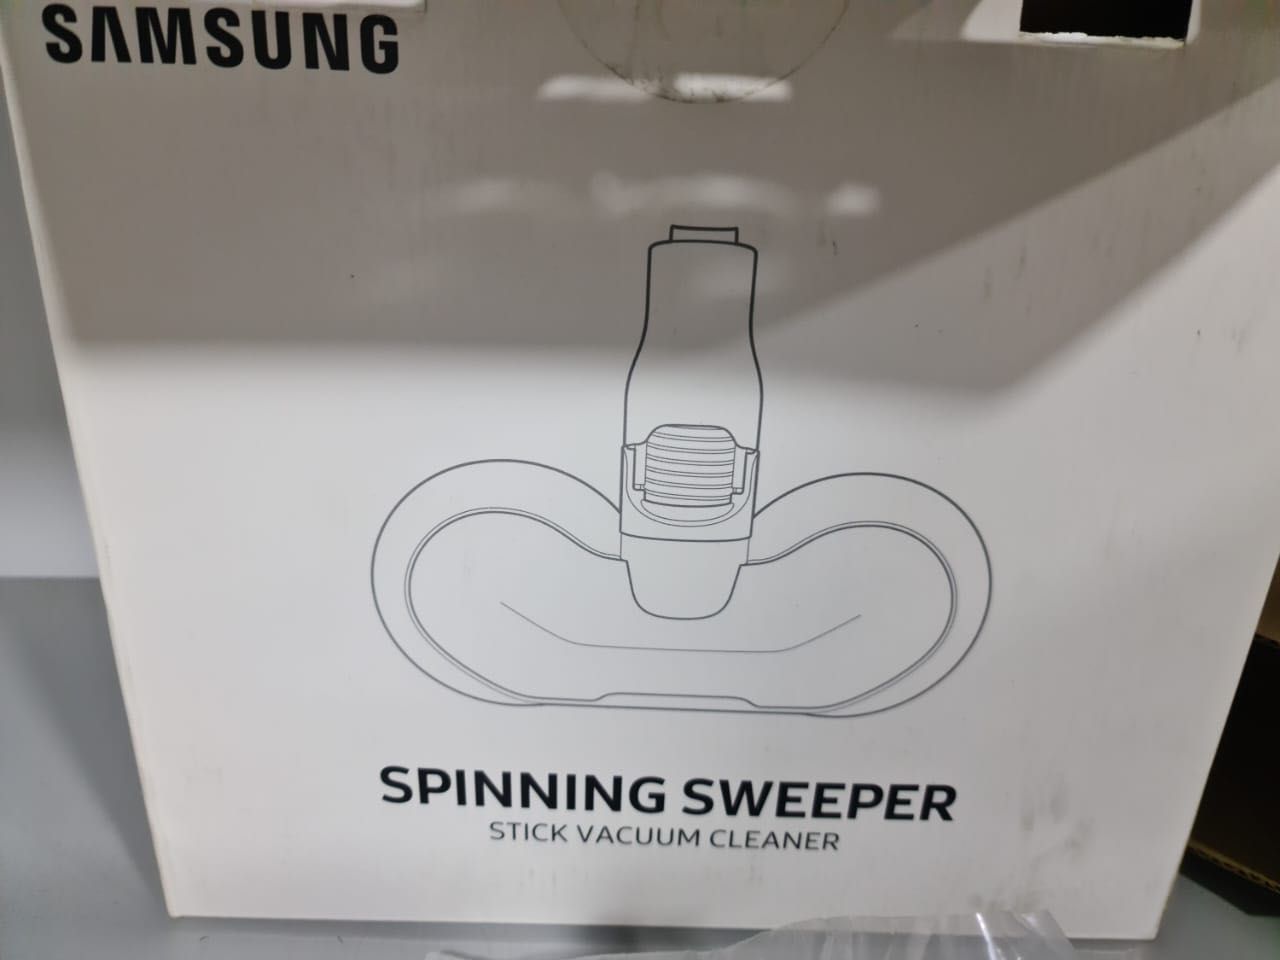 SAMSUNG
SPINNING SWEEPER
STICK VACUUM CLEANER